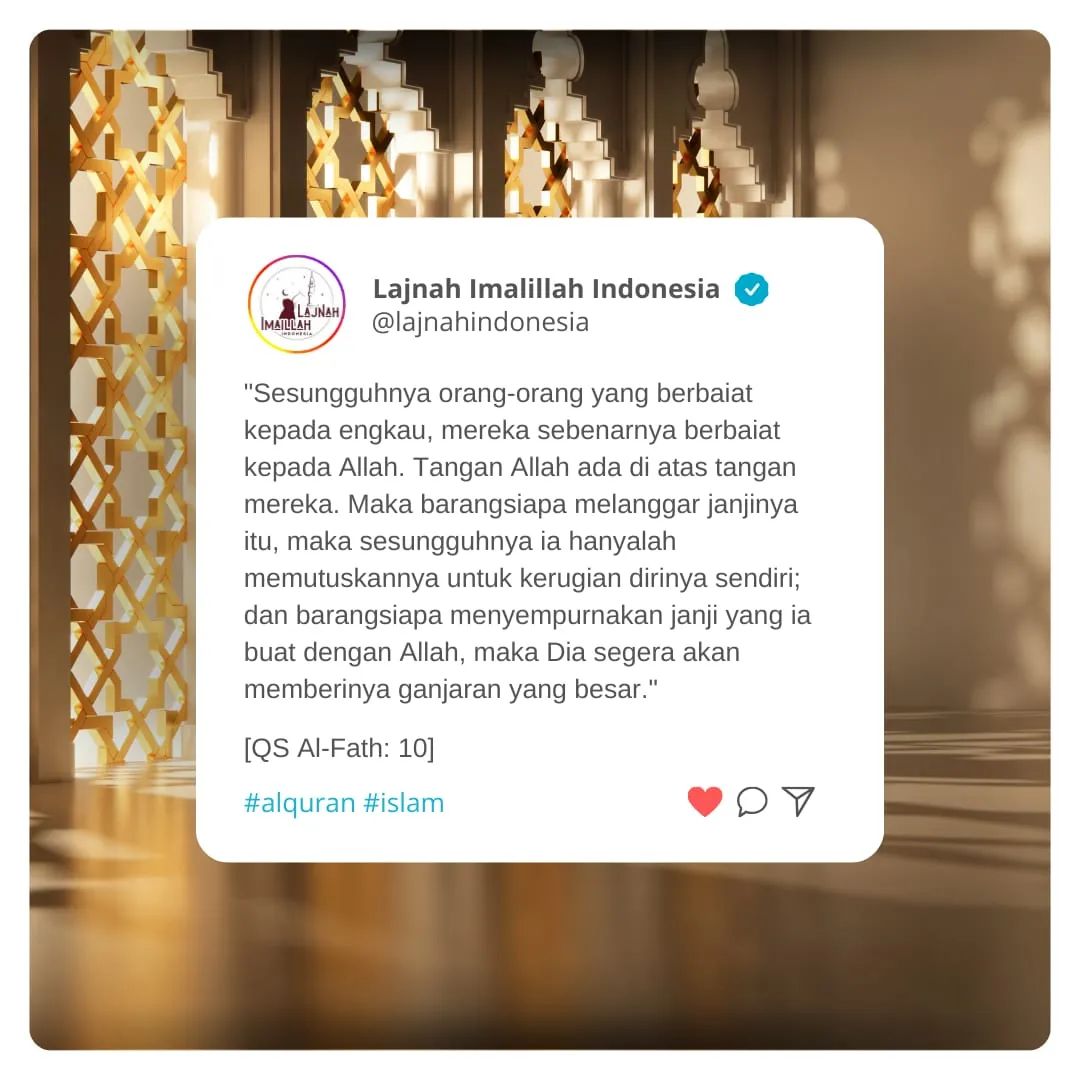 LAJNAH
IMAILLAH
INDONESIA
Lajnah Imalillah Indonesia
@lajnahindonesia
"Sesungguhnya orang-orang yang berbaiat
kepada engkau, mereka sebenarnya berbaiat
kepada Allah. Tangan Allah ada di atas tangan
mereka. Maka barangsiapa melanggar janjinya
itu, maka sesungguhnya ia hanyalah
memutuskannya untuk kerugian dirinya sendiri;
dan barangsiapa menyempurnakan janji yang ia
buat dengan Allah, maka Dia segera akan
memberinya ganjaran yang besar."
[QS Al-Fath: 10]
#alquran #islam